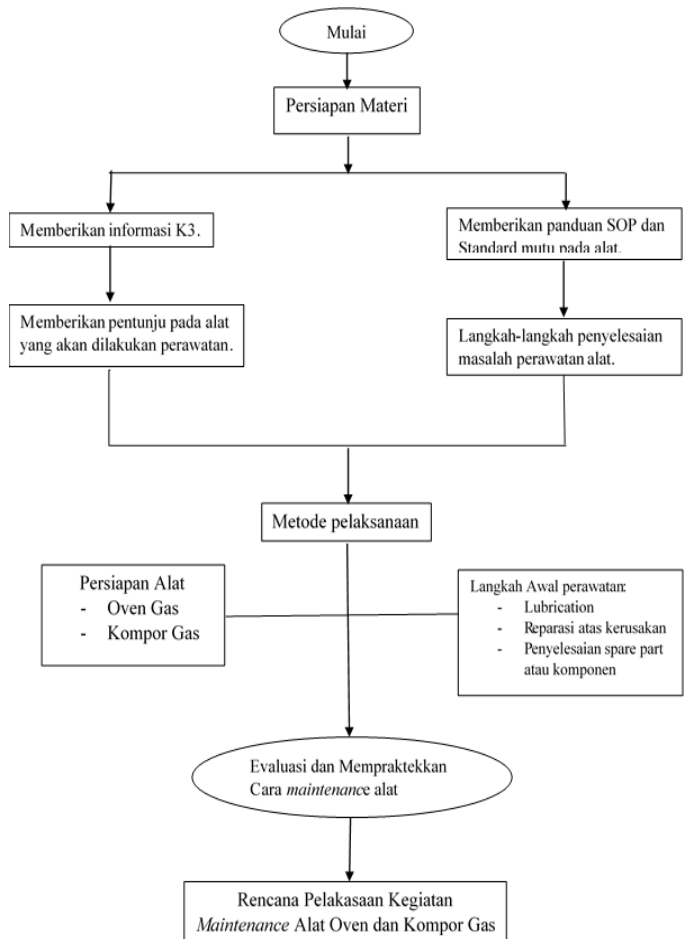 Mulai
Persiapan Materi
Memberikan informasi K3.
Memberikan panduan SOP dan
Standard mutu pada alat.
Memberikan pentunju pada alat
yang akan dilakukan perawatan.
Langkah-langkah penyelesaian
masalah perawatan alat.
Metode pelaksanaan
Persiapan Alat
- Oven Gas
- Kompor Gas
Langkah Awal perawatan:
- Lubrication
- Reparasi atas kerusakan
- Penyelesaian spare part
atau komponen
Evaluasi dan Mempraktekkan
Cara maintenance alat
Rencana Pelakasaan Kegiatan
Maintenance Alat Oven dan Kompor Gas